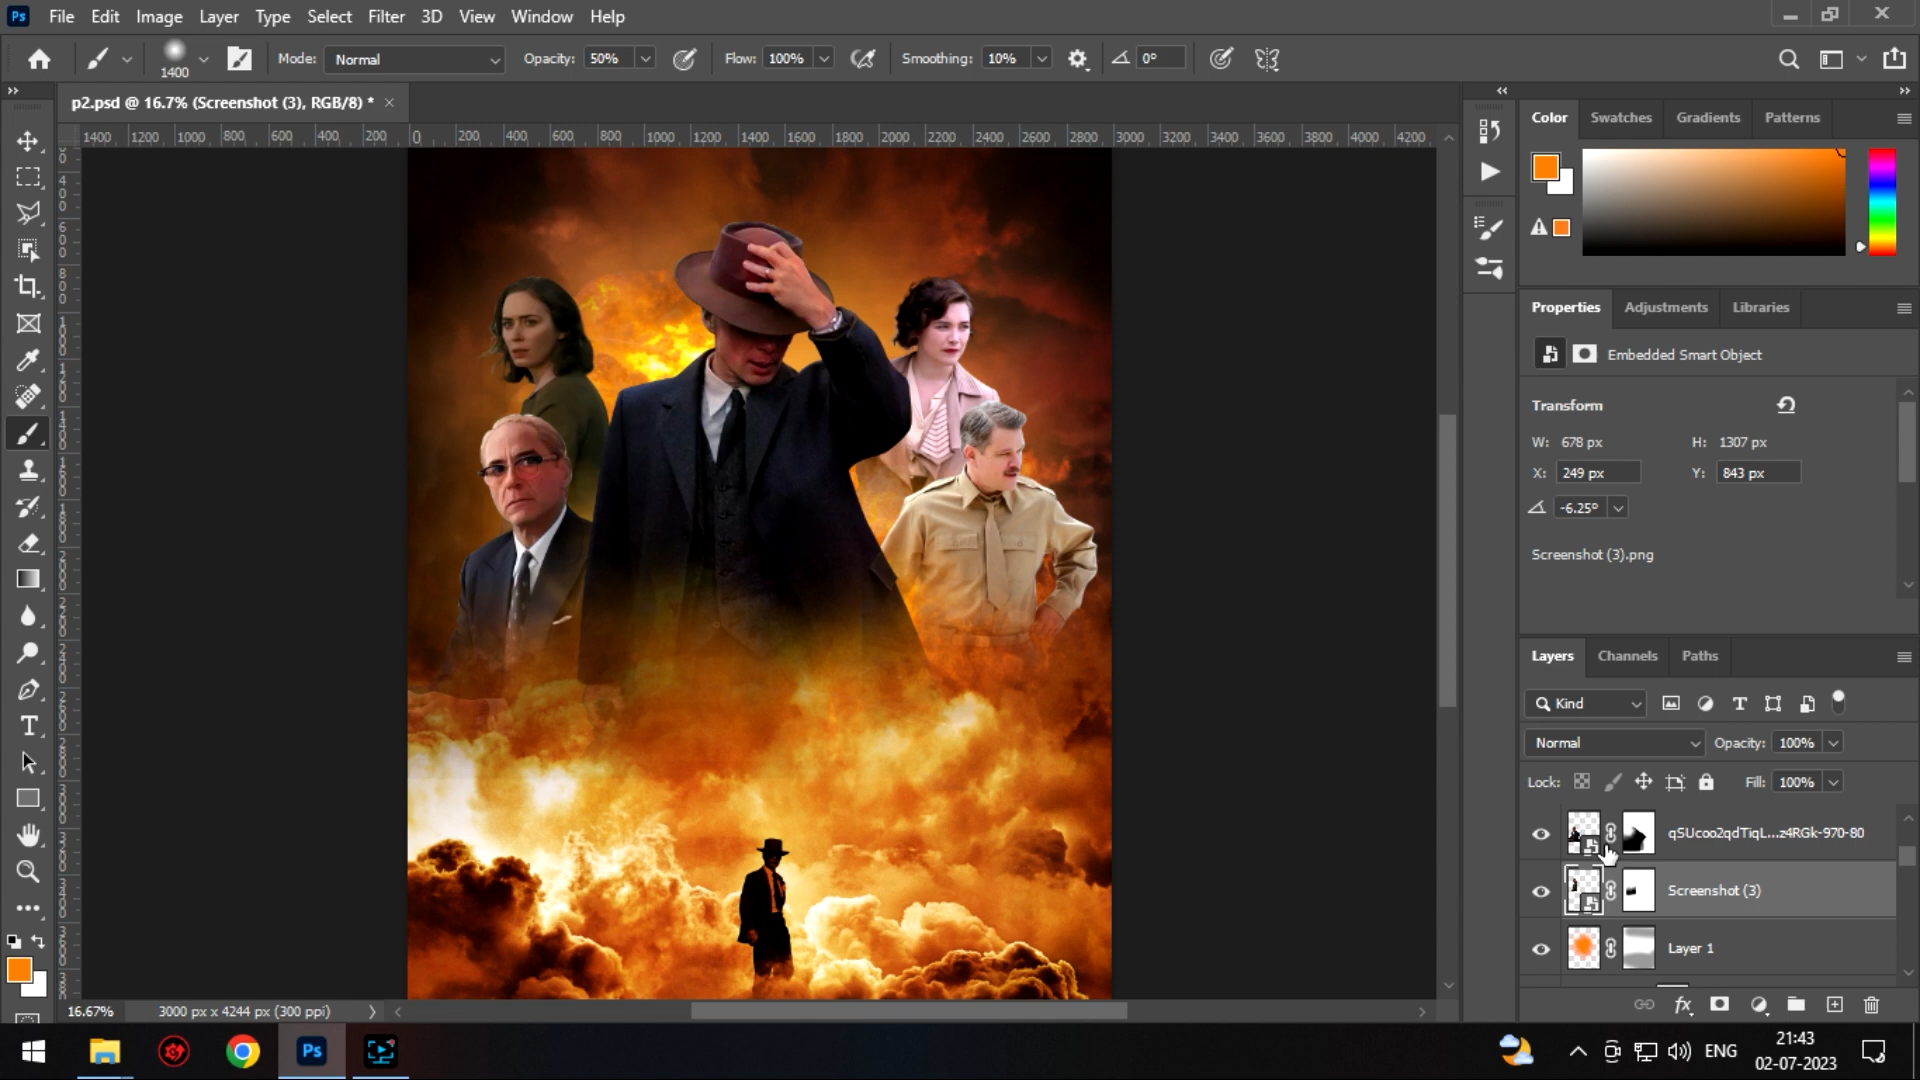 Ps File Edit Image Layer Type Select Filter 3D View Window Help
1400 Mode: Normal Opacity: 50% Flow: 100% Smoothing: 10% 0°
p2.psd @ 16.7% (Screenshot (3), RGB/8) * ×
1400 1200 1000 800 600 400 200 0 200 400 600 800 1000 1200 1400 1600 1800 2000 2200 2400 2600 2800 3000 3200 3400 3600 3800 4000 4200
Color Swatches Gradients Patterns
Properties Adjustments Libraries
Embedded Smart Object
Transform
W: 678 px H: 1307 px
X: 249 px Y: 843 px
-6.25°
Screenshot (3).png
Layers Channels Paths
Kind
Normal Opacity: 100%
Lock: Fill: 100%
qSUcoo2qdTiqL...z4RGk-970-80
Screenshot (3)
Layer 1
fx
16.67% 3000 px x 4244 px (300 ppi)
Ps ENG
21:43
02-07-2023